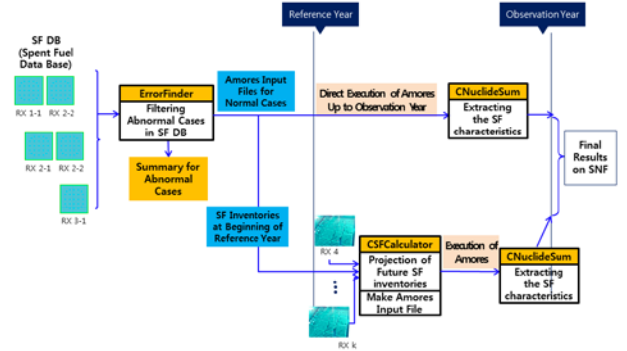 Reference Year
Observation Year
SF DB
(Spent Fuel
Data Base)
RX 1-1
RX 2-2
RX 2-1
RX 2-2
RX 3-1
ErrorFinder
Filtering
Abnormal Cases
in SF DB
Summary for
Abnormal
Cases
Amores Input
Files for
Normal Cases
Direct Execution of Amores
Up to Observation Year
CNuclideSum
Extracting
the SF
characteristics
Final
Results
on SNF
SF Inventories
at Beginning of
Reference Year
RX 4
RX k
CSFCalculator
Projection of
Future SF
inventories
Make Amores
Input File
Execution of
Amores
CNuclideSum
Extracting
the SF
characteristics